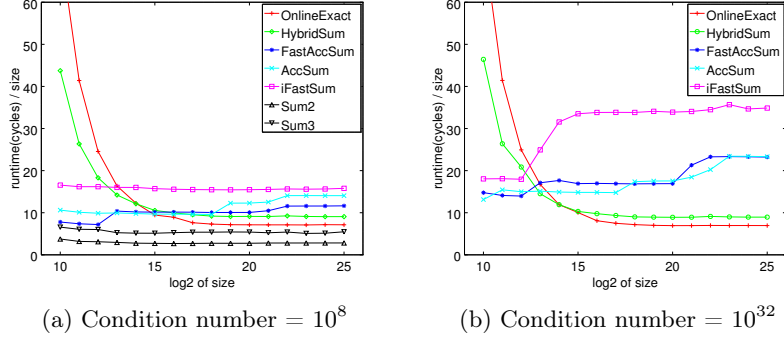 60
50
40
30
20
10
0
10
15
20
25
runtime(cycles) / size
log2 of size
OnlineExact
HybridSum
FastAccSum
AccSum
iFastSum
Sum2
Sum3
(a) Condition number = 10^8
60
50
40
30
20
10
0
10
15
20
25
runtime(cycles) / size
log2 of size
OnlineExact
HybridSum
FastAccSum
AccSum
iFastSum
(b) Condition number = 10^32